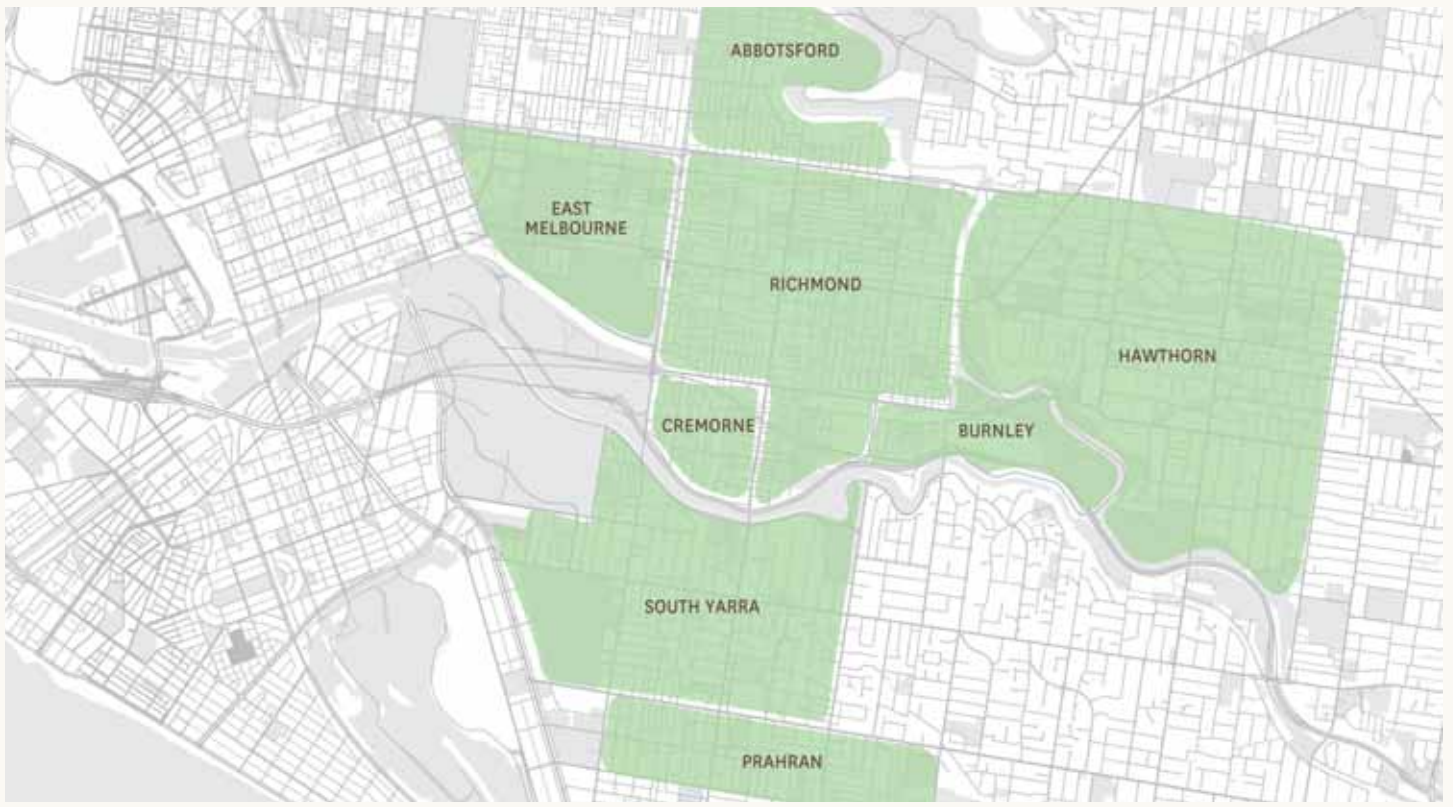 ABBOTSFORD
EAST
MELBOURNE
RICHMOND
HAWTHORN
CREMORNE
BURNLEY
SOUTH YARRA
PRAHRAN